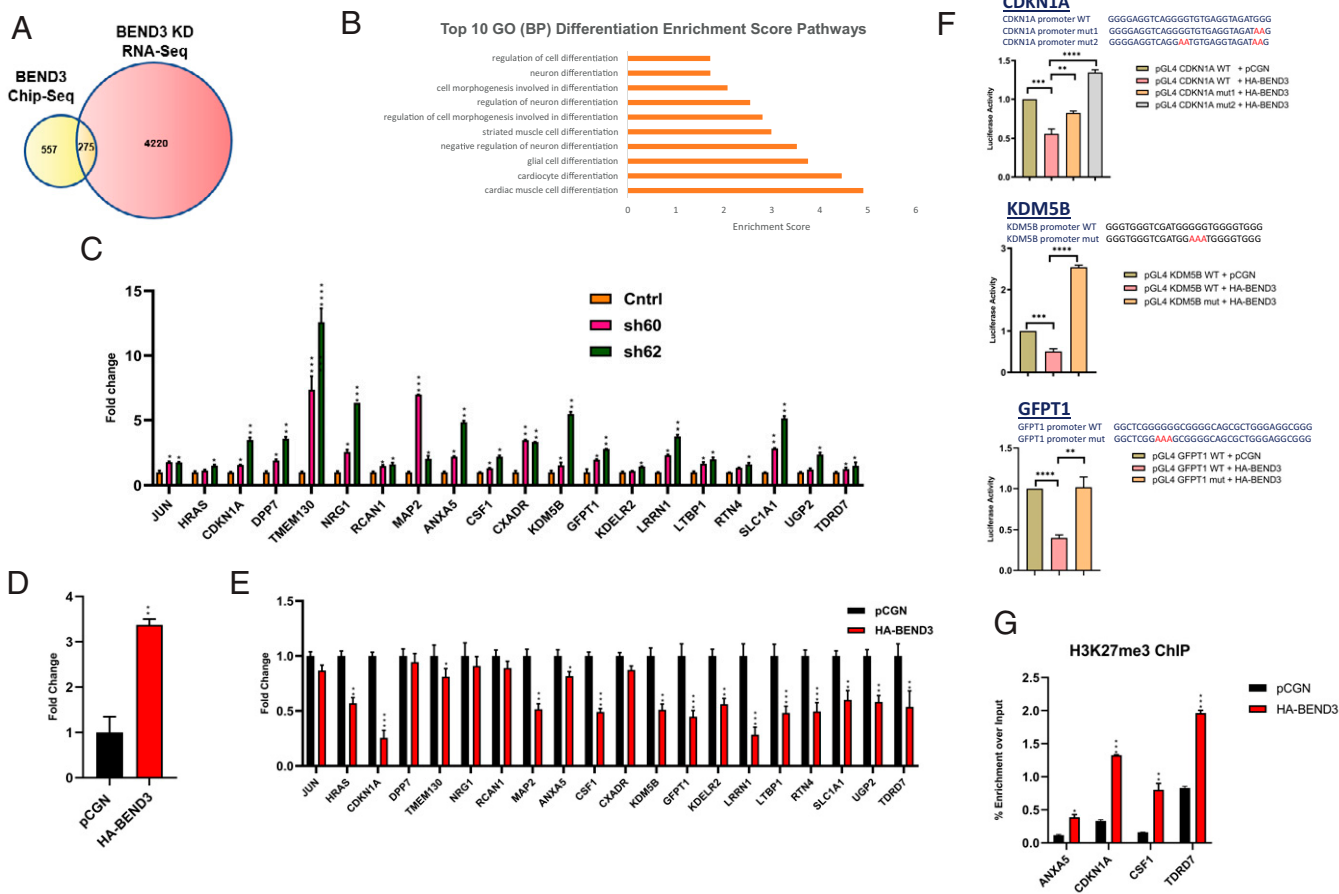 A
BEND3 KD
RNA-Seq
BEND3
Chip-Seq
557
275
4220
B
Top 10 GO (BP) Differentiation Enrichment Score Pathways
regulation of cell differentiation
neuron differentiation
cell morphogenesis involved in differentiation
regulation of neuron differentiation
regulation of cell morphogenesis involved in differentiation
striated muscle cell differentiation
negative regulation of neuron differentiation
glial cell differentiation
cardiocyte differentiation
cardiac muscle cell differentiation
0 1 2 3 4 5 6
Enrichment Score
C
Fold change
15
10
5
0
Cntrl
sh60
sh62
JUN HRAS CDKN1A DPP7 TMEM130 NRG1 RCAN1 MAP2 ANXA5 CSF1 CXADR KDM5B GFPT1 KDELR2 LRRN1 LTBP1 RTN4 SLC1A1 UGP2 TDRD7
D
Fold Change
4
3
2
1
0
**
pCGN HA-BEND3
E
Fold Change
1.5
1.0
0.5
0.0
pCGN
HA-BEND3
JUN HRAS CDKN1A DPP7 TMEM130 NRG1 RCAN1 MAP2 ANXA5 CSF1 CXADR KDM5B GFPT1 KDELR2 LRRN1 LTBP1 RTN4 SLC1A1 UGP2 TDRD7
F
CDKN1A
CDKN1A promoter WT GGGGAGGTCAGGGGTGTGAGGTAGATGGG
CDKN1A promoter mut1 GGGGAGGTCAGGGGTGTGAGGTAGATAAG
CDKN1A promoter mut2 GGGGAGGTCAGGAATGTGAGGTAGATAAG
Luciferase Activity
1.5
1.0
0.5
0.0
****
**
***
pGL4 CDKN1A WT + pCGN
pGL4 CDKN1A WT + HA-BEND3
pGL4 CDKN1A mut1 + HA-BEND3
pGL4 CDKN1A mut2 + HA-BEND3
KDM5B
KDM5B promoter WT GGGTGGGTCGATGGGGGTGGGGTGGG
KDM5B promoter mut GGGTGGGTCGATGGAAATGGGGTGGG
Luciferase Activity
3
2
1
0
****
***
pGL4 KDM5B WT + pCGN
pGL4 KDM5B WT + HA-BEND3
pGL4 KDM5B mut + HA-BEND3
GFPT1
GFPT1 promoter WT GGCTCGGGGGGCGGGGCAGCGCTGGGAGGCGGG
GFPT1 promoter mut GGCTCGGAAAGCGGGGCAGCGCTGGGAGGCGGG
Luciferase Activity
1.5
1.0
0.5
0.0
**
****
pGL4 GFPT1 WT + pCGN
pGL4 GFPT1 WT + HA-BEND3
pGL4 GFPT1 mut + HA-BEND3
G
H3K27me3 ChIP
% Enrichment over Input
2.5
2.0
1.5
1.0
0.5
0.0
pCGN
HA-BEND3
ANXA5 CDKN1A CSF1 TDRD7